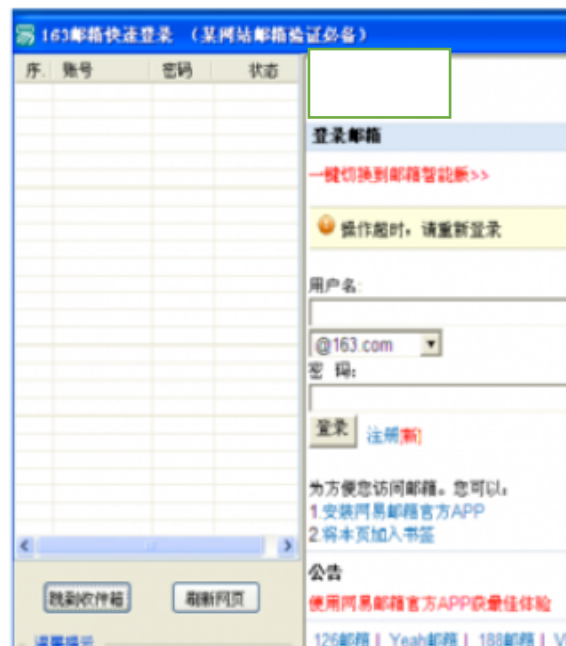 163邮箱快速登录 (某网站邮箱验证必备)
序. 账号 密码 状态
登录邮箱
一键切换到邮箱智能版>>
操作超时，请重新登录
用户名:
@163.com
密 码:
登录 注册[新]
为方便您访问邮箱。您可以:
1.安装网易邮箱官方APP
2.将本页加入书签
公告
使用网易邮箱官方APP获最佳体验
跳到收件箱 刷新网页
126邮箱 | Yeah邮箱 | 188邮箱 |